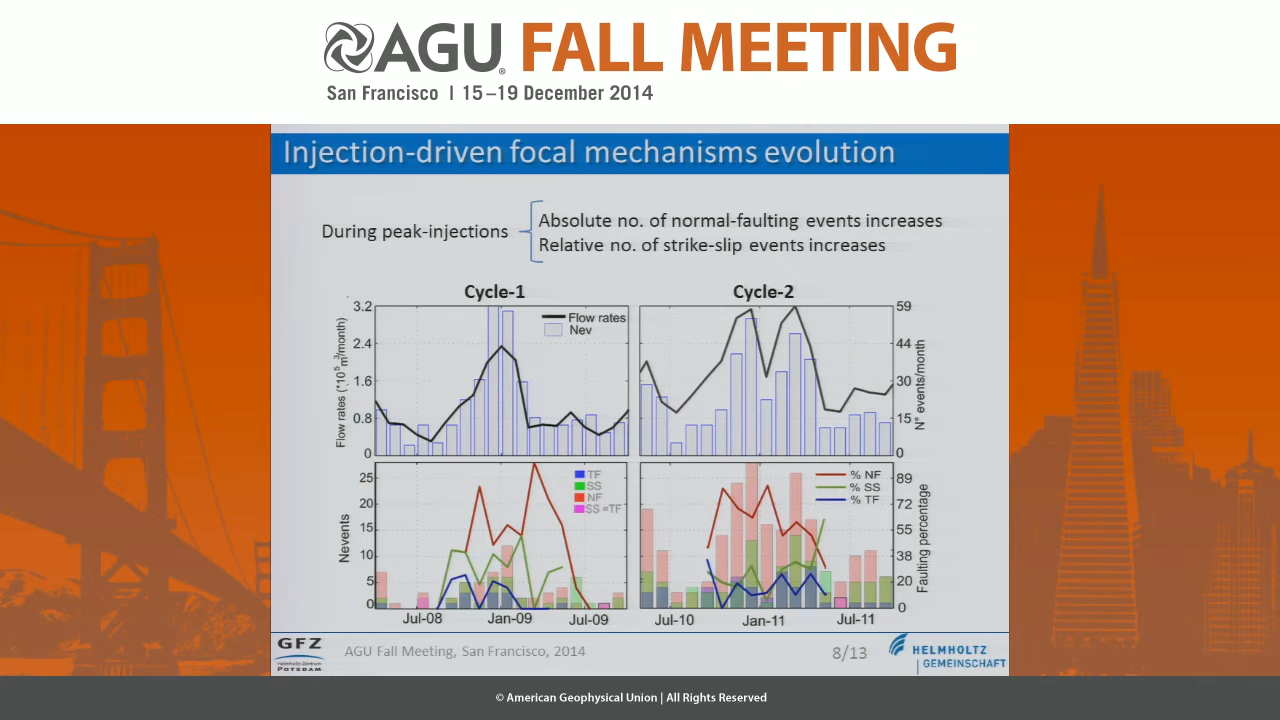 AGU FALL MEETING
San Francisco | 15–19 December 2014
Injection-driven focal mechanisms evolution
During peak-injections
Absolute no. of normal-faulting events increases
Relative no. of strike-slip events increases
Cycle-1
Cycle-2
Flow rates (*10^5 m^3/month)
3.2
2.4
1.6
0.8
0
Flow rates
Nev
59
44
30
15
0
N° events/month
Nevents
25
20
15
10
5
0
TF
SS
NF
SS =TF
Jul-08
Jan-09
Jul-09
% NF
% SS
% TF
89
72
55
38
20
0
Faulting percentage
Jul-10
Jan-11
Jul-11
GFZ
Helmholtz-Zentrum
POTSDAM
AGU Fall Meeting, San Francisco, 2014
8/13
HELMHOLTZ
GEMEINSCHAFT
© American Geophysical Union | All Rights Reserved